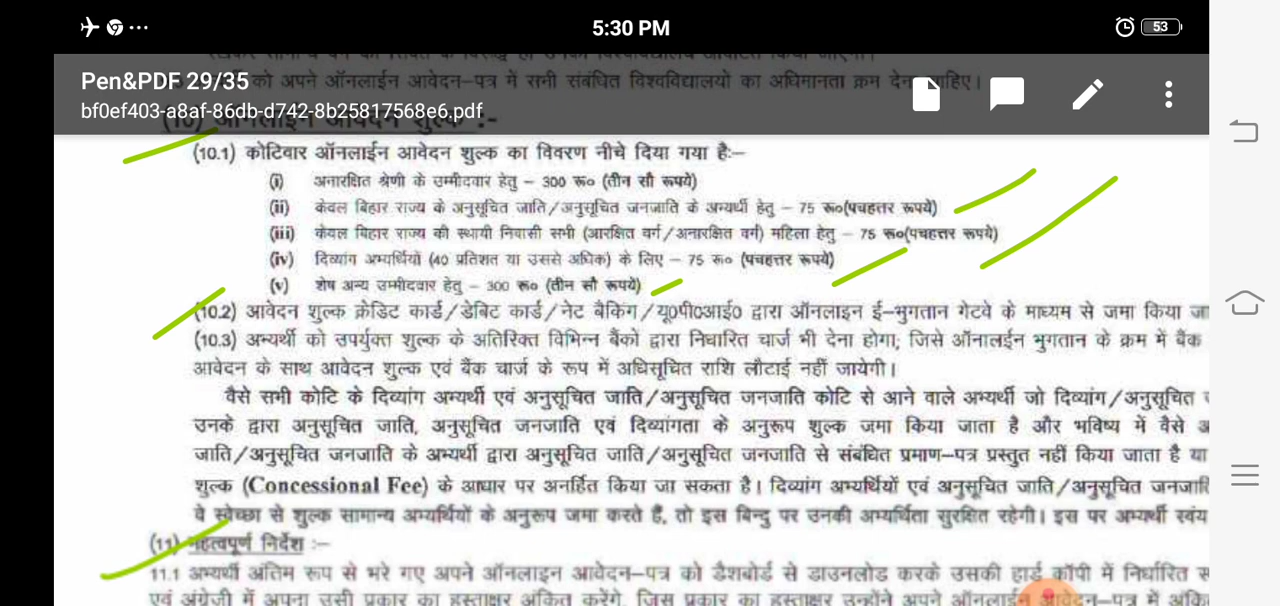 5:30 PM
53
Pen&PDF 29/35
को अपने ऑनलाईन आवेदन–पत्र में सभी संबंधित विश्वविद्यालयों का अधिमानता क्रम देना चाहिए।
bf0ef403-a8af-86db-d742-8b25817568e6.pdf
(10) ऑनलाईन आवेदन शुल्क :-
(10.1) कोटिवार ऑनलाईन आवेदन शुल्क का विवरण नीचे दिया गया हैः–
(i) अनारक्षित श्रेणी के उम्मीदवार हेतु – 300 रू० (तीन सौ रूपये)
(ii) केवल बिहार राज्य के अनुसूचित जाति/अनुसूचित जनजाति के अभ्यर्थी हेतु – 75 रू०(पचहत्तर रूपये)
(iii) केवल बिहार राज्य की स्थायी निवासी सभी (आरक्षित वर्ग/अनारक्षित वर्ग) महिला हेतु – 75 रू०(पचहत्तर रूपये)
(iv) दिव्यांग अभ्यर्थियों (40 प्रतिशत या उससे अधिक) के लिए – 75 रू० (पचहत्तर रूपये)
(v) शेष अन्य उम्मीदवार हेतु – 300 रू० (तीन सौ रूपये)
(10.2) आवेदन शुल्क क्रेडिट कार्ड/डेबिट कार्ड/नेट बैकिंग/यू0पी0आई0 द्वारा ऑनलाइन ई–भुगतान गेटवे के माध्यम से जमा किया जा
(10.3) अभ्यर्थी को उपर्युक्त शुल्क के अतिरिक्त विभिन्न बैंको द्वारा निर्धारित चार्ज भी देना होगा; जिसे ऑनालईन भुगतान के क्रम में बैंक
आवेदन के साथ आवेदन शुल्क एवं बैंक चार्ज के रूप में अधिसूचित राशि लौटाई नहीं जायेगी।
वैसे सभी कोटि के दिव्यांग अभ्यर्थी एवं अनुसूचित जाति/अनुसूचित जनजाति कोटि से आने वाले अभ्यर्थी जो दिव्यांग/अनुसूचित
उनके द्वारा अनुसूचित जाति, अनुसूचित जनजाति एवं दिव्यांगता के अनुरूप शुल्क जमा किया जाता है और भविष्य में वैसे
जाति/अनुसूचित जनजाति के अभ्यर्थी द्वारा अनुसूचित जाति/अनुसूचित जनजाति से संबंधित प्रमाण–पत्र प्रस्तुत नहीं किया जाता है या
शुल्क (Concessional Fee) के आधार पर अनर्हित किया जा सकता है। दिव्यांग अभ्यर्थियों एवं अनुसूचित जाति/अनुसूचित जनजाति
वे स्वेच्छा से शुल्क सामान्य अभ्यर्थियों के अनुरूप जमा करते हैं, तो इस बिन्दु पर उनकी अभ्यर्थिता सुरक्षित रहेगी। इस पर अभ्यर्थी स्वंय
(11) महत्वपूर्ण निर्देश :–
11.1 अभ्यर्थी अंतिम रूप से भरे गए अपने ऑनलाइन आवेदन–पत्र को डैशबोर्ड से डाउनलोड करके उसकी हार्ड कॉपी में निर्धारित
एवं अंग्रेजी में अपना उसी प्रकार का हस्ताक्षर अंकित करेंगे, जिस प्रकार का हस्ताक्षर उन्होंने अपने ऑनलाईन आवेदन–पत्र में